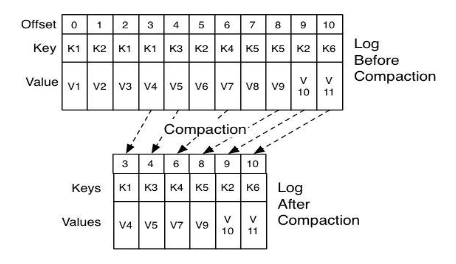 Offset 0 1 2 3 4 5 6 7 8 9 10
Key K1 K2 K1 K1 K3 K2 K4 K5 K5 K2 K6
Value V1 V2 V3 V4 V5 V6 V7 V8 V9 V 10 V 11
Log
Before
Compaction
Compaction
3 4 6 8 9 10
Keys K1 K3 K4 K5 K2 K6
Values V4 V5 V7 V9 V 10 V 11
Log
After
Compaction